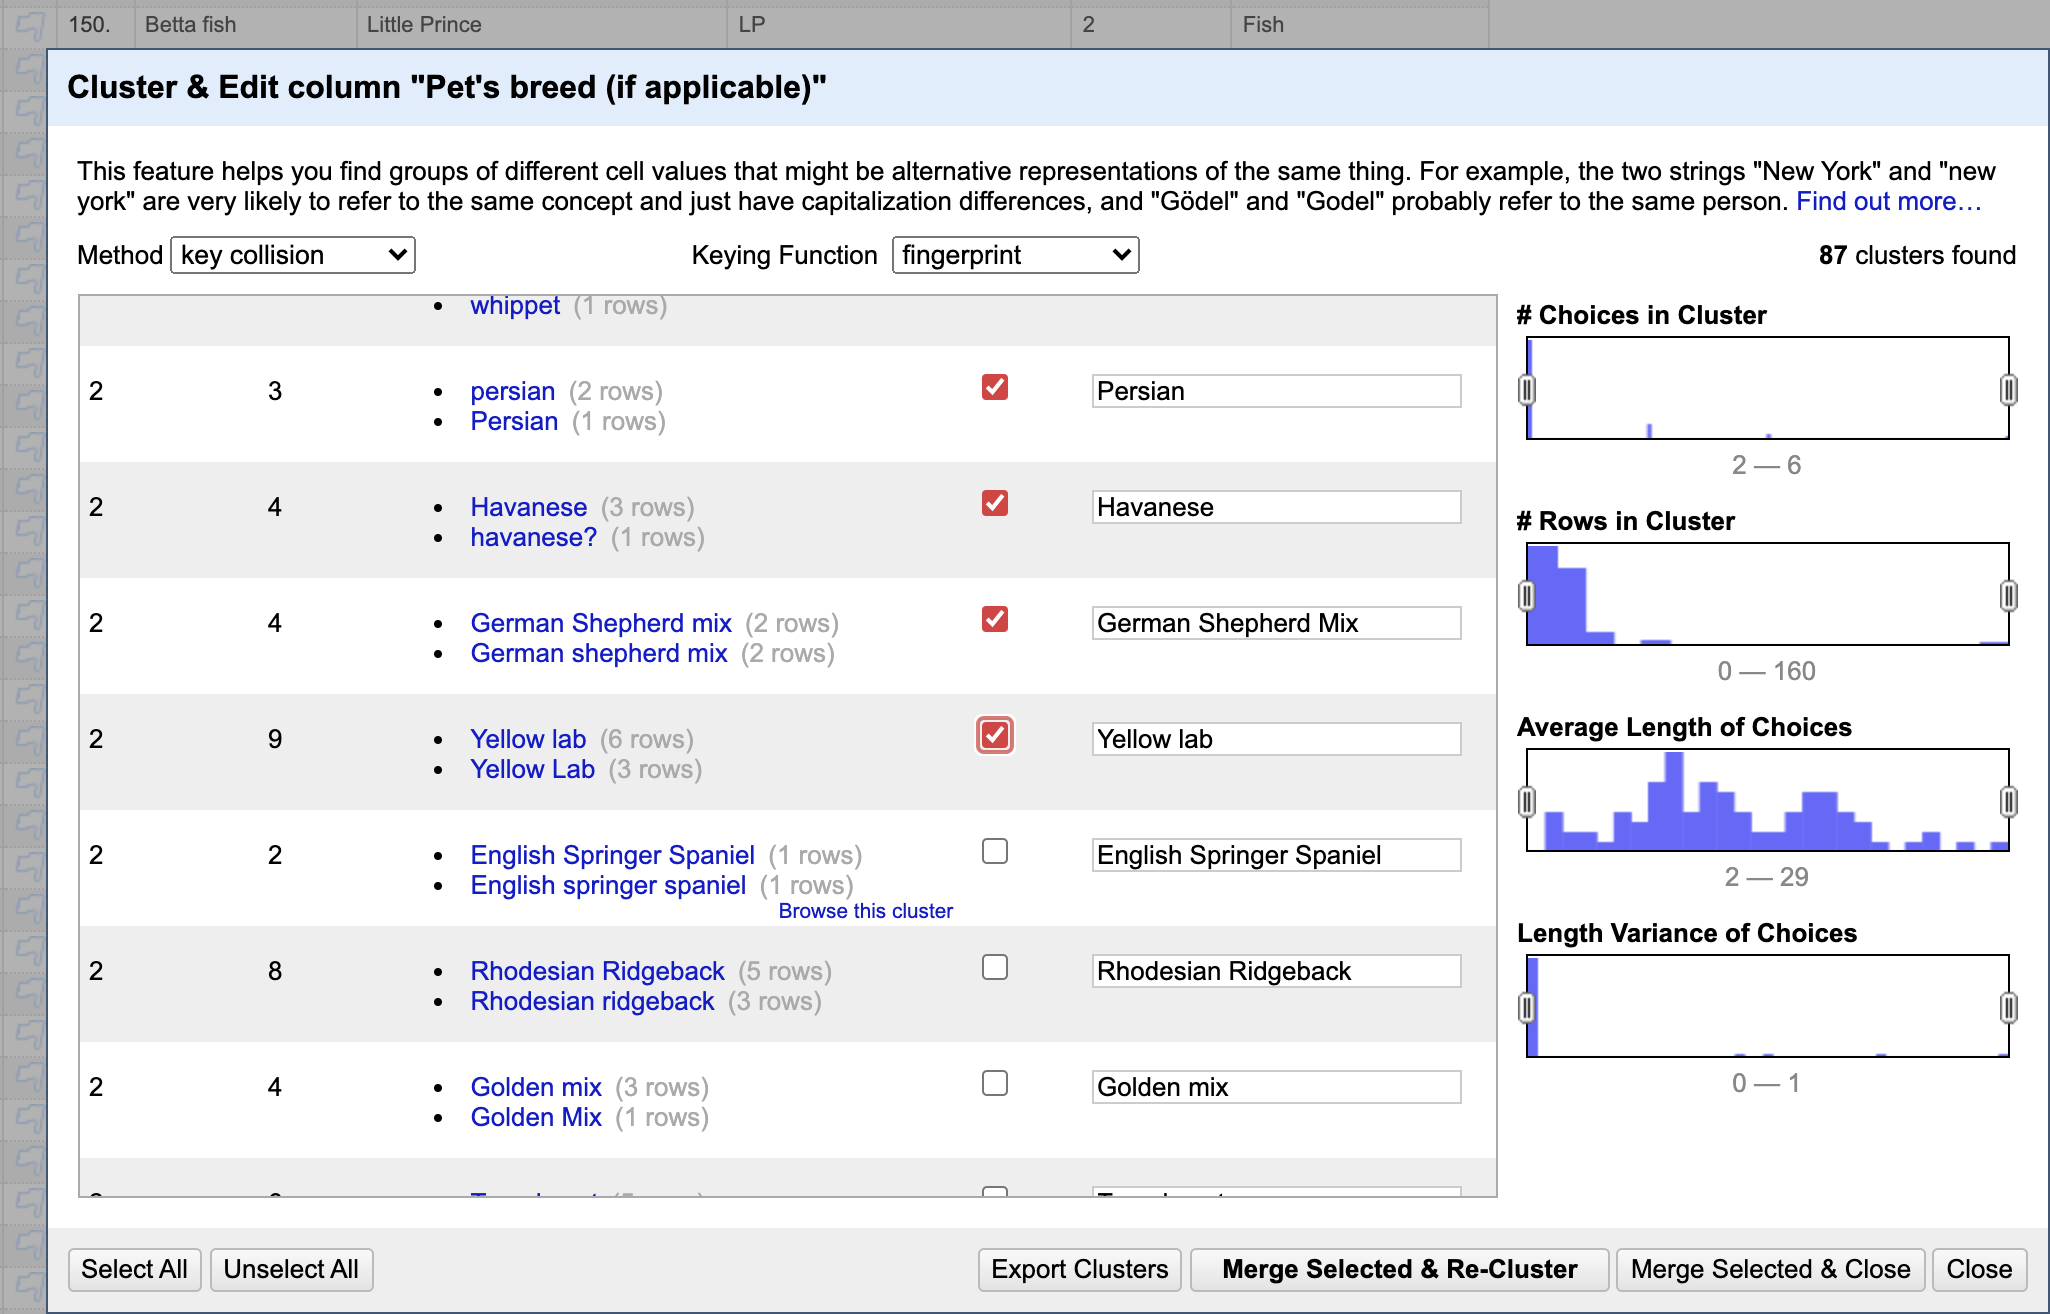 150. Betta fish Little Prince LP 2 Fish
Cluster & Edit column "Pet's breed (if applicable)"
This feature helps you find groups of different cell values that might be alternative representations of the same thing. For example, the two strings "New York" and "new
york" are very likely to refer to the same concept and just have capitalization differences, and "Gödel" and "Godel" probably refer to the same person. Find out more…
Method key collision Keying Function fingerprint 87 clusters found
• whippet (1 rows)
2 3 • persian (2 rows) Persian
• Persian (1 rows)
2 4 • Havanese (3 rows) Havanese
• havanese? (1 rows)
2 4 • German Shepherd mix (2 rows) German Shepherd Mix
• German shepherd mix (2 rows)
2 9 • Yellow lab (6 rows) Yellow lab
• Yellow Lab (3 rows)
2 2 • English Springer Spaniel (1 rows) English Springer Spaniel
• English springer spaniel (1 rows)
Browse this cluster
2 8 • Rhodesian Ridgeback (5 rows) Rhodesian Ridgeback
• Rhodesian ridgeback (3 rows)
2 4 • Golden mix (3 rows) Golden mix
• Golden Mix (1 rows)
# Choices in Cluster
2 — 6
# Rows in Cluster
0 — 160
Average Length of Choices
2 — 29
Length Variance of Choices
0 — 1
Select All Unselect All Export Clusters Merge Selected & Re-Cluster Merge Selected & Close Close